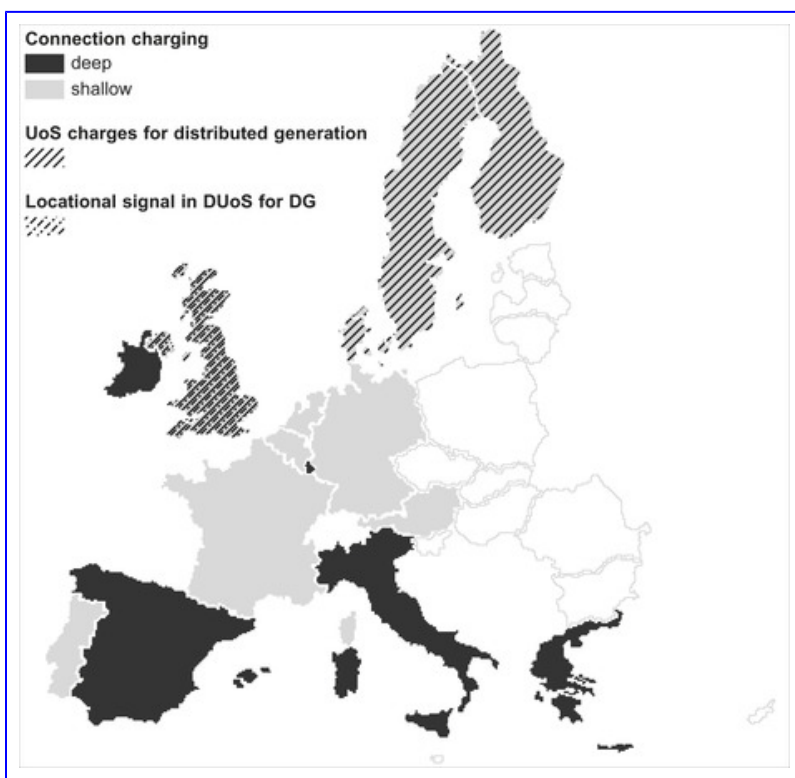 Connection charging
deep
shallow
UoS charges for distributed generation
Locational signal in DUoS for DG